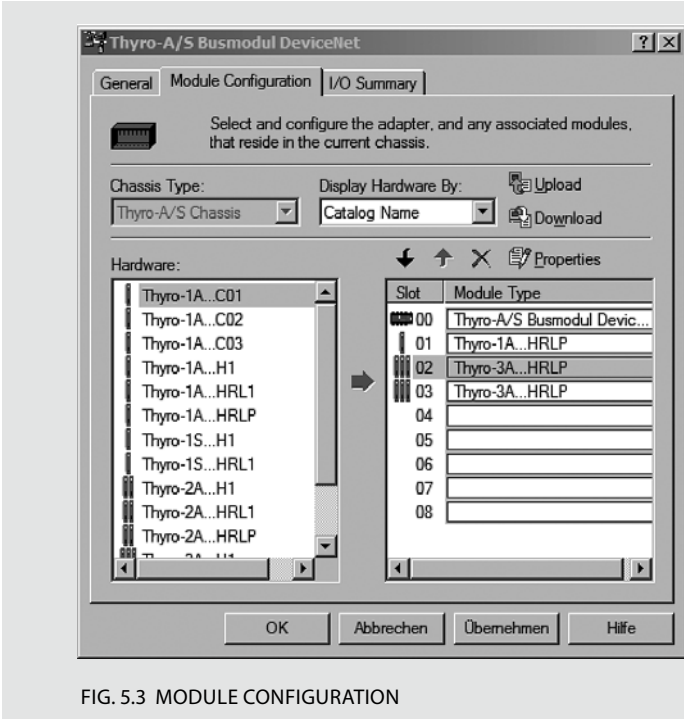 Thyro-A/S Busmodul DeviceNet
General Module Configuration I/O Summary
Select and configure the adapter, and any associated modules,
that reside in the current chassis.
Chassis Type:
Thyro-A/S Chassis
Display Hardware By:
Catalog Name
Upload
Download
Hardware:
Thyro-1A...C01
Thyro-1A...C02
Thyro-1A...C03
Thyro-1A...H1
Thyro-1A...HRL1
Thyro-1A...HRLP
Thyro-1S...H1
Thyro-1S...HRL1
Thyro-2A...H1
Thyro-2A...HRL1
Thyro-2A...HRLP
Properties
Slot Module Type
00 Thyro-A/S Busmodul Devic...
01 Thyro-1A...HRLP
02 Thyro-3A...HRLP
03 Thyro-3A...HRLP
04
05
06
07
08
OK Abbrechen Übernehmen Hilfe
FIG. 5.3 MODULE CONFIGURATION